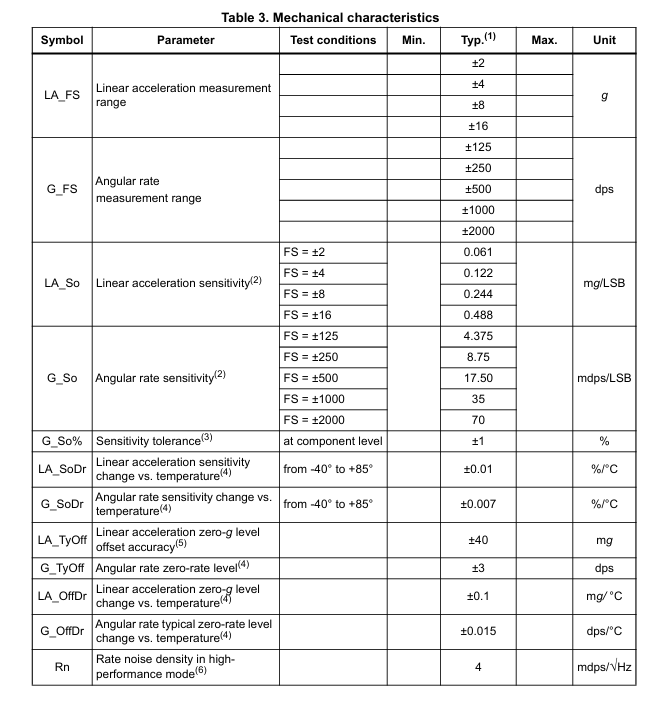 Table 3. Mechanical characteristics
Symbol Parameter Test conditions Min. Typ.(1) Max. Unit
LA_FS Linear acceleration measurement range ±2 g
±4
±8
±16
G_FS Angular rate measurement range ±125 dps
±250
±500
±1000
±2000
LA_So Linear acceleration sensitivity(2) FS = ±2 0.061 mg/LSB
FS = ±4 0.122
FS = ±8 0.244
FS = ±16 0.488
G_So Angular rate sensitivity(2) FS = ±125 4.375 mdps/LSB
FS = ±250 8.75
FS = ±500 17.50
FS = ±1000 35
FS = ±2000 70
G_So% Sensitivity tolerance(3) at component level ±1 %
LA_SoDr Linear acceleration sensitivity change vs. temperature(4) from -40° to +85° ±0.01 %/°C
G_SoDr Angular rate sensitivity change vs. temperature(4) from -40° to +85° ±0.007 %/°C
LA_TyOff Linear acceleration zero-g level offset accuracy(5) ±40 mg
G_TyOff Angular rate zero-rate level(4) ±3 dps
LA_OffDr Linear acceleration zero-g level change vs. temperature(4) ±0.1 mg/ °C
G_OffDr Angular rate typical zero-rate level change vs. temperature(4) ±0.015 dps/°C
Rn Rate noise density in high-performance mode(6) 4 mdps/√Hz